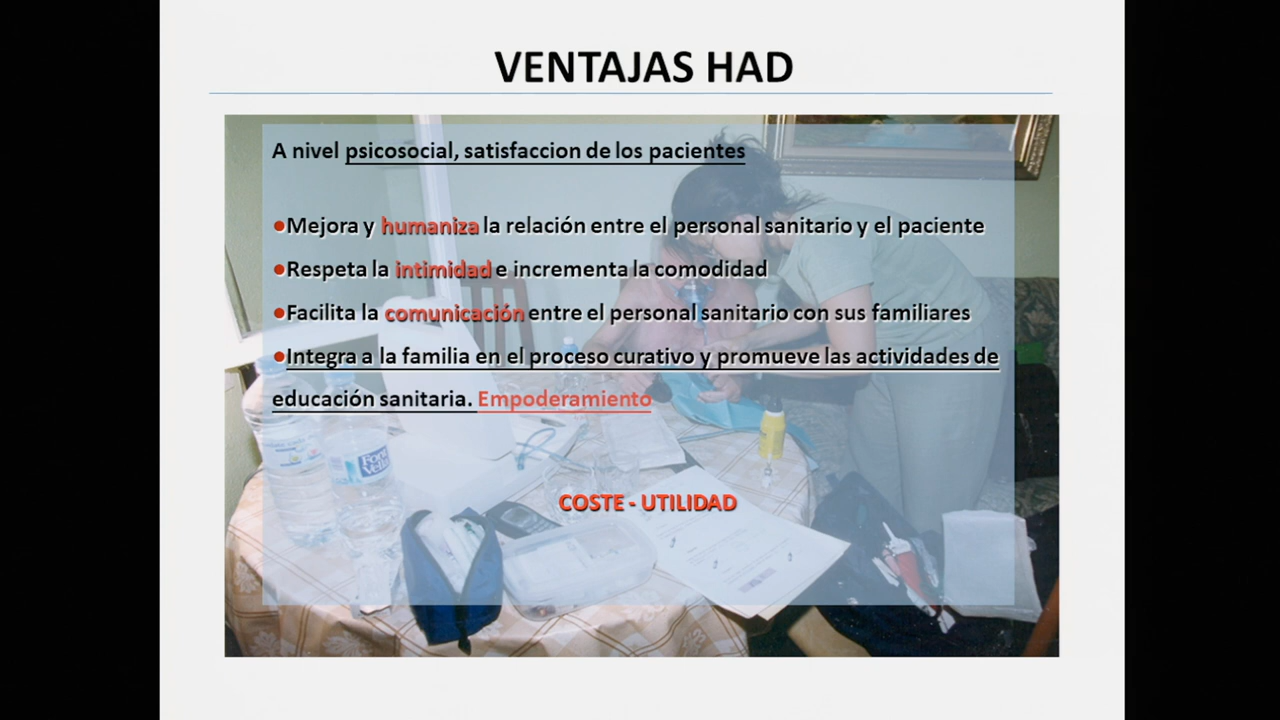 VENTAJAS HAD
A nivel psicosocial, satisfaccion de los pacientes
●Mejora y humaniza la relación entre el personal sanitario y el paciente
●Respeta la intimidad e incrementa la comodidad
●Facilita la comunicación entre el personal sanitario con sus familiares
●Integra a la familia en el proceso curativo y promueve las actividades de
educación sanitaria. Empoderamiento
Font
Vella
COSTE - UTILIDAD